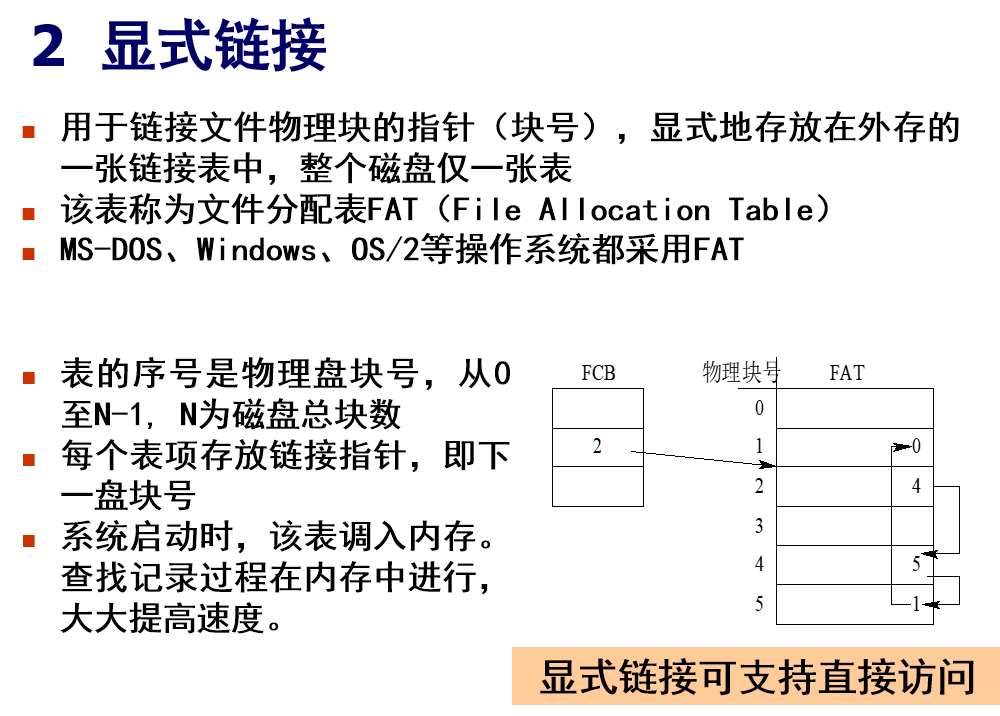 2 显式链接
用于链接文件物理块的指针（块号），显式地存放在外存的
一张链接表中，整个磁盘仅一张表
该表称为文件分配表FAT（File Allocation Table）
MS-DOS、Windows、OS/2等操作系统都采用FAT
表的序号是物理盘块号，从0
至N-1, N为磁盘总块数
每个表项存放链接指针，即下
一盘块号
系统启动时，该表调入内存。
查找记录过程在内存中进行，
大大提高速度。
FCB 物理块号 FAT
0
2 1 0
2 4
3
4 5
5 1
显式链接可支持直接访问